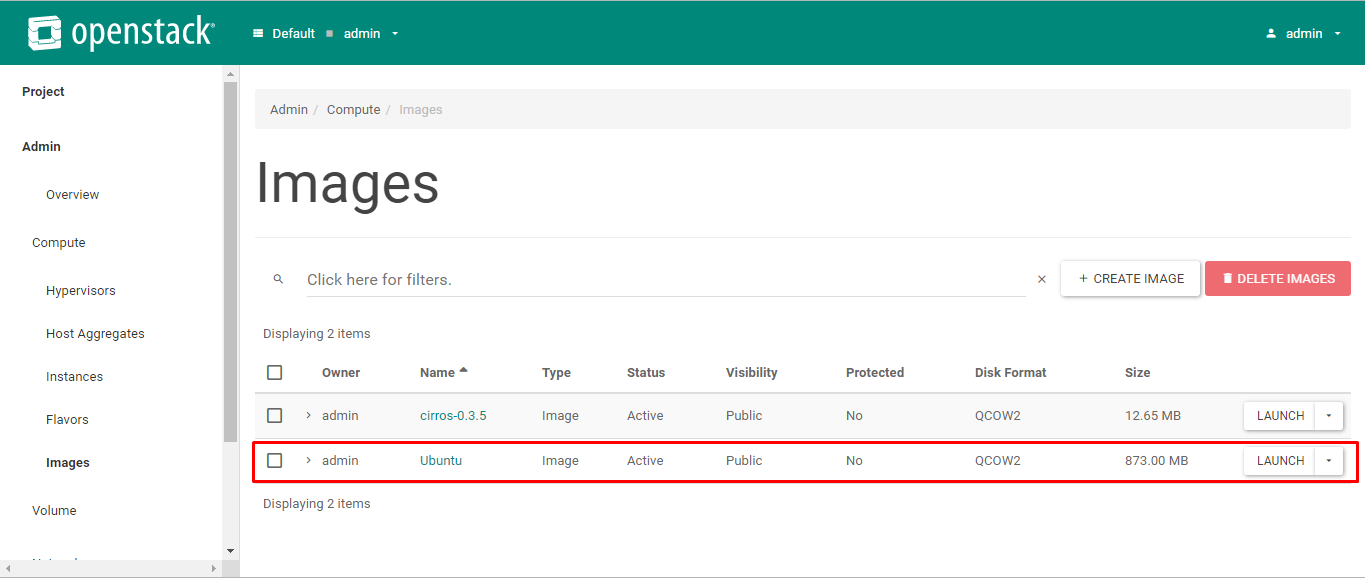 openstack
Default admin
admin
Project
Admin
Overview
Compute
Hypervisors
Host Aggregates
Instances
Flavors
Images
Volume
Admin / Compute / Images
Images
Click here for filters. × + CREATE IMAGE DELETE IMAGES
Displaying 2 items
Owner Name Type Status Visibility Protected Disk Format Size
admin cirros-0.3.5 Image Active Public No QCOW2 12.65 MB LAUNCH
admin Ubuntu Image Active Public No QCOW2 873.00 MB LAUNCH
Displaying 2 items